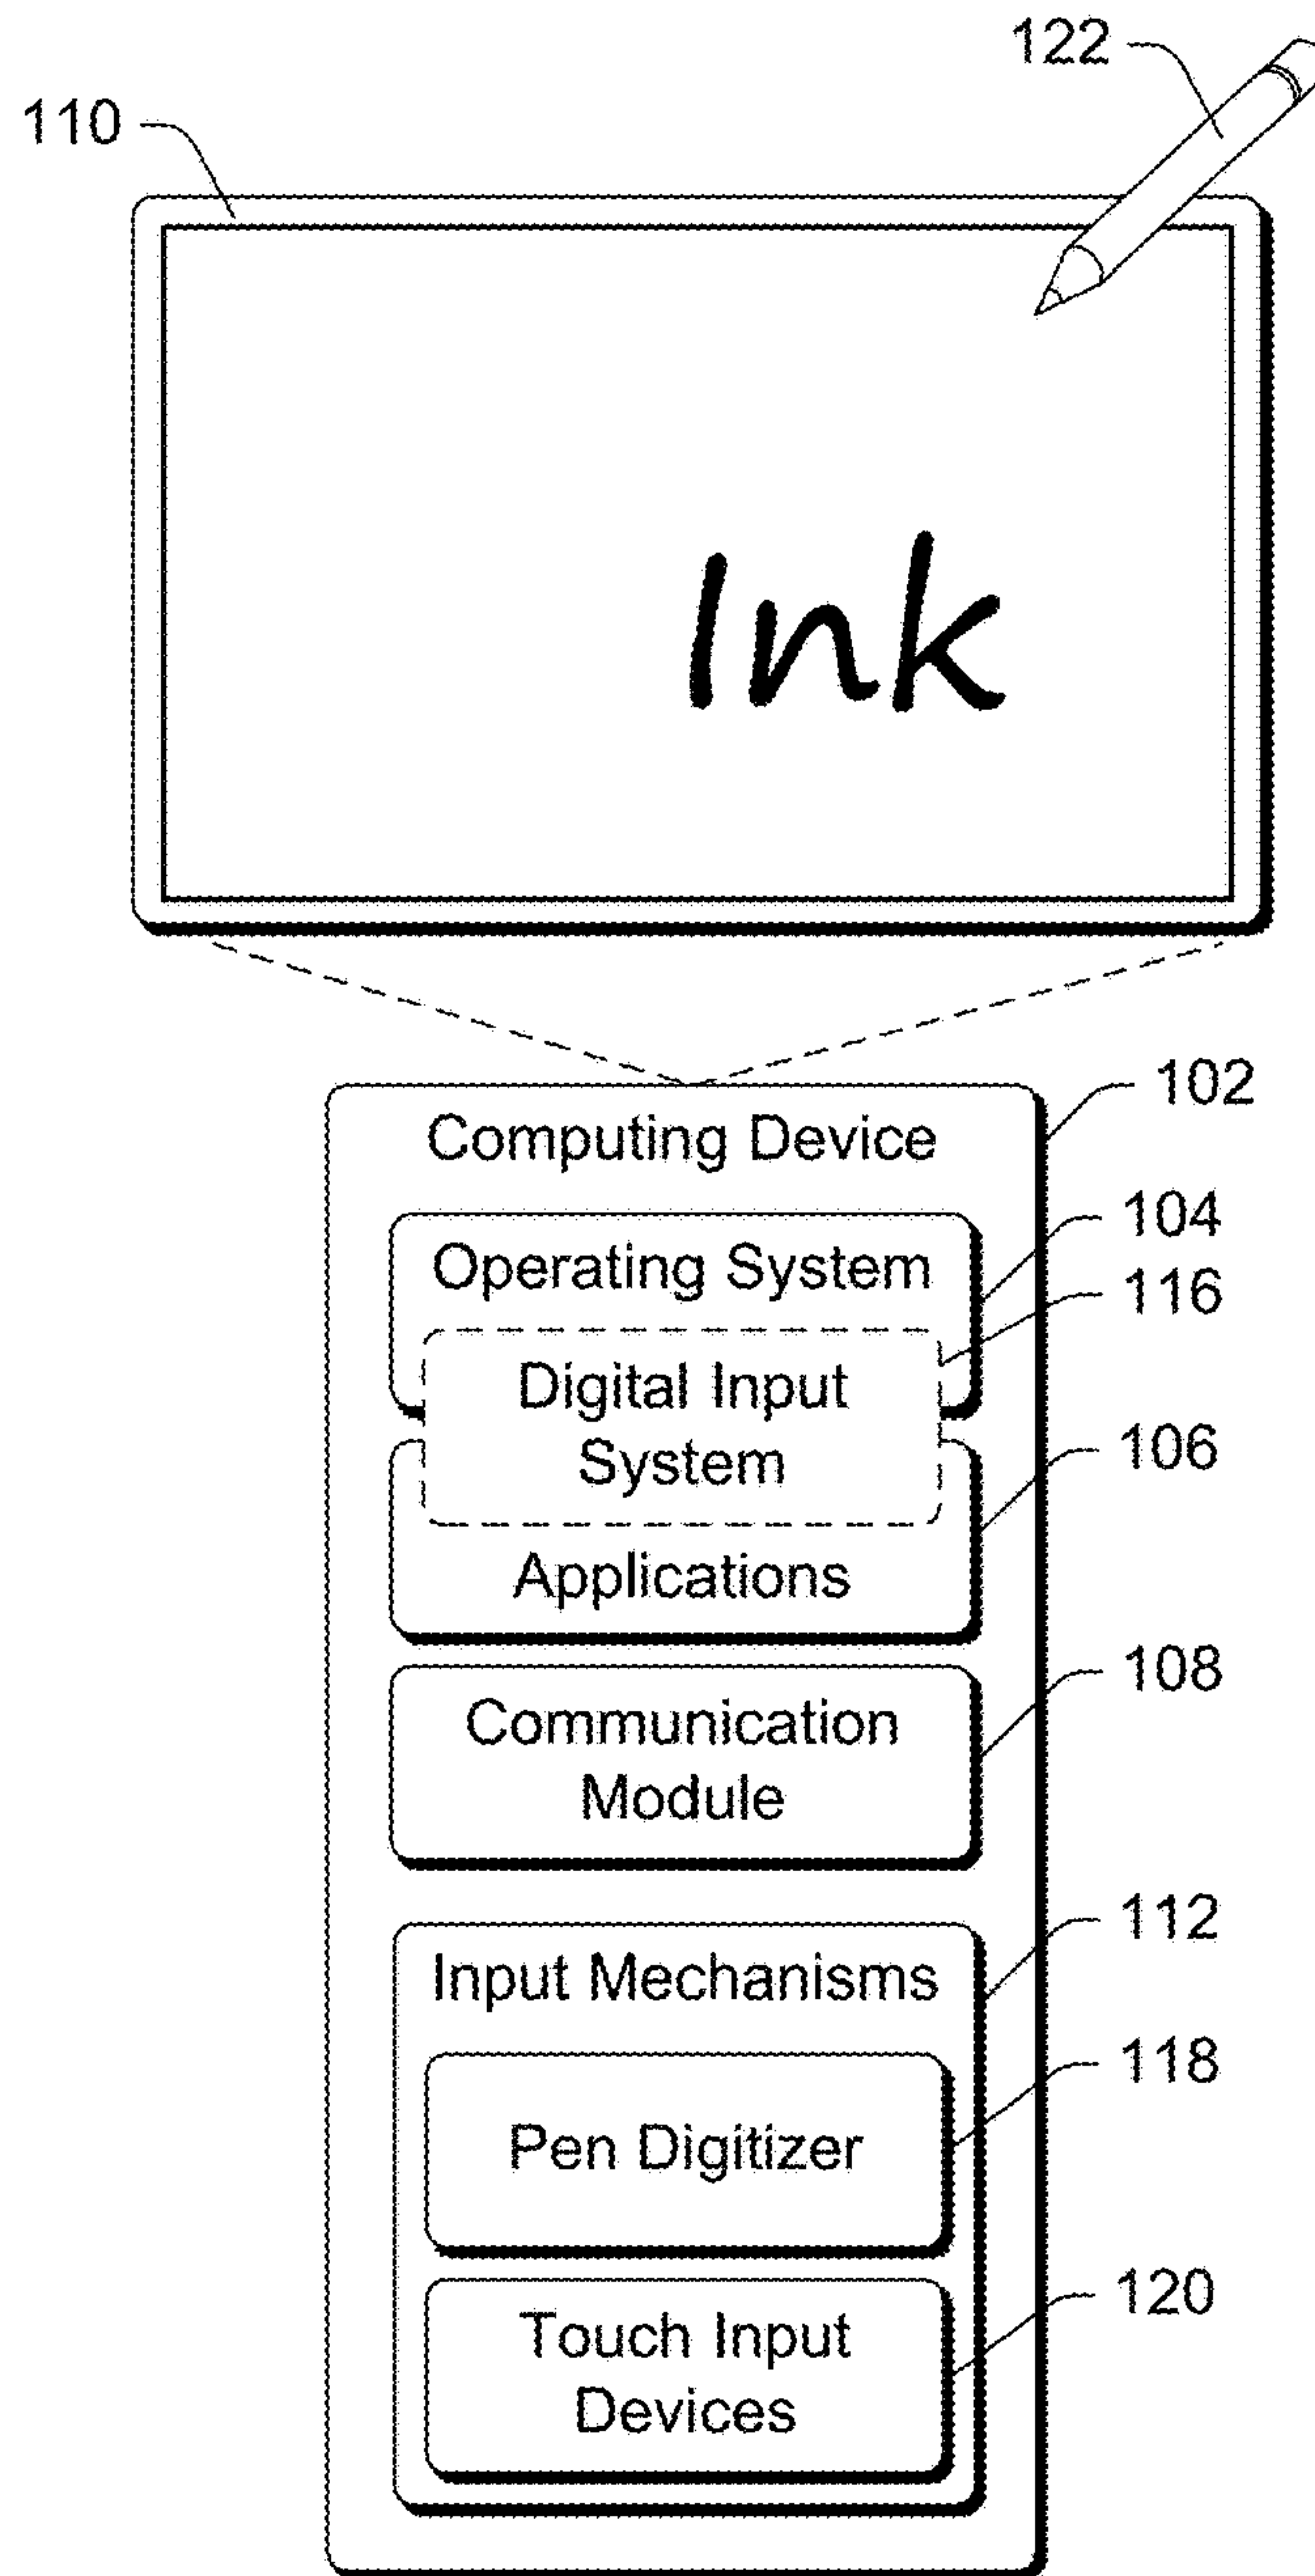 122
110
Ink
102
Computing Device
104
Operating System
116
Digital Input
System
106
Applications
108
Communication
Module
112
Input Mechanisms
118
Pen Digitizer
120
Touch Input
Devices